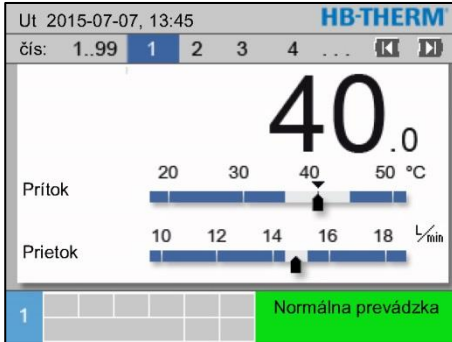 Ut 2015-07-07, 13:45 HB-THERM
čís: 1..99 1 2 3 4 ...
40.0
20 30 40 50 °C
Prítok
10 12 14 16 18 L/min
Prietok
1 Normálna prevádzka